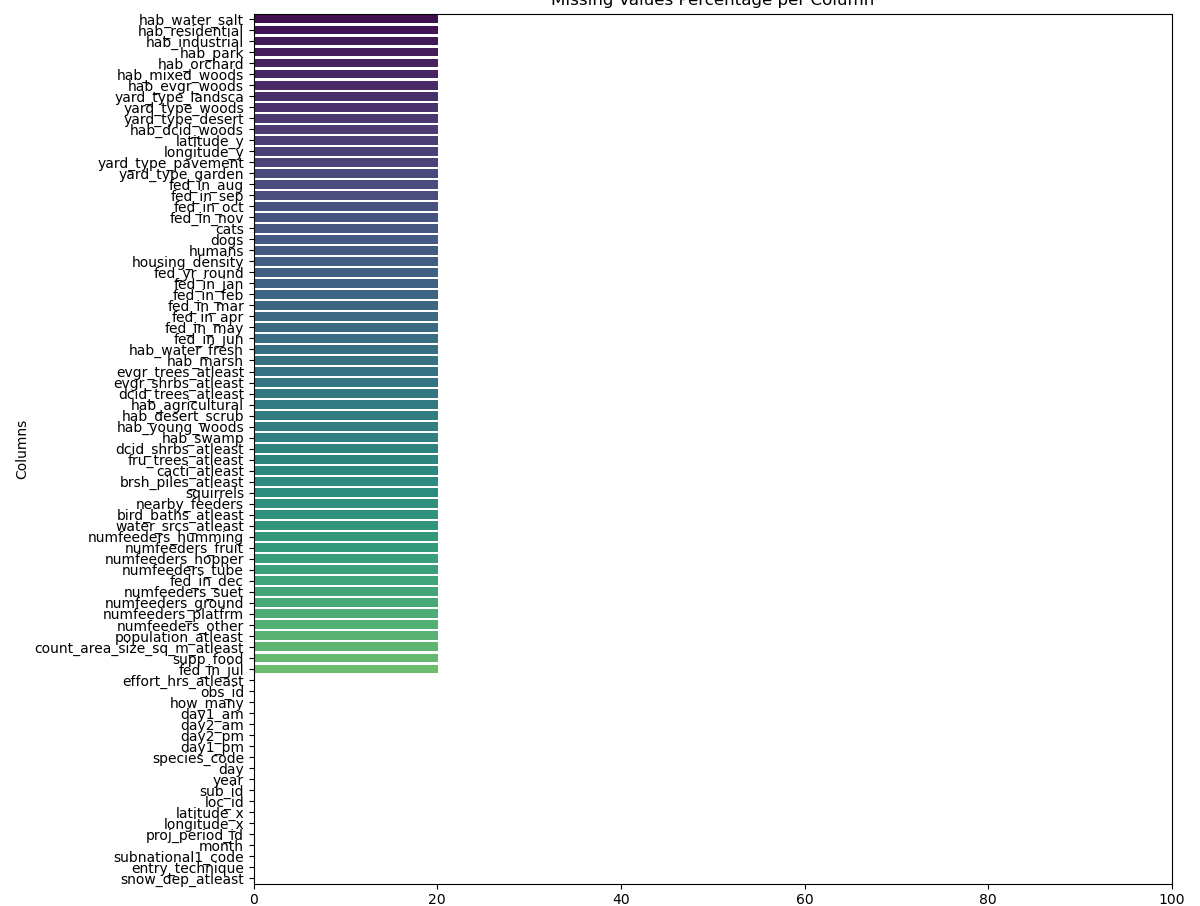 Missing Values Percentage per Column
hab_water_salt
hab_residential
hab_industrial
hab_park
hab_orchard
hab_mixed_woods
hab_evgr_woods
yard_type_landsca
yard_type_woods
yard_type_desert
hab_dcid_woods
latitude_y
longitude_y
yard_type_pavement
yard_type_garden
fed_in_aug
fed_in_sep
fed_in_oct
fed_in_nov
cats
dogs
humans
housing_density
fed_yr_round
fed_in_jan
fed_in_feb
fed_in_mar
fed_in_apr
fed_in_may
fed_in_jun
hab_water_fresh
hab_marsh
evgr_trees_atleast
evgr_shrbs_atleast
dcid_trees_atleast
hab_agricultural
hab_desert_scrub
hab_young_woods
hab_swamp
dcid_shrbs_atleast
fru_trees_atleast
cacti_atleast
brsh_piles_atleast
squirrels
nearby_feeders
bird_baths_atleast
water_srcs_atleast
numfeeders_humming
numfeeders_fruit
numfeeders_hopper
numfeeders_tube
fed_in_dec
numfeeders_suet
numfeeders_ground
numfeeders_platfrm
numfeeders_other
population_atleast
count_area_size_sq_m_atleast
supp_food
fed_in_jul
effort_hrs_atleast
obs_id
how_many
day1_am
day2_am
day2_pm
day1_pm
species_code
day
year
sub_id
loc_id
latitude_x
longitude_x
proj_period_id
month
subnational1_code
entry_technique
snow_dep_atleast
Columns
0 20 40 60 80 100